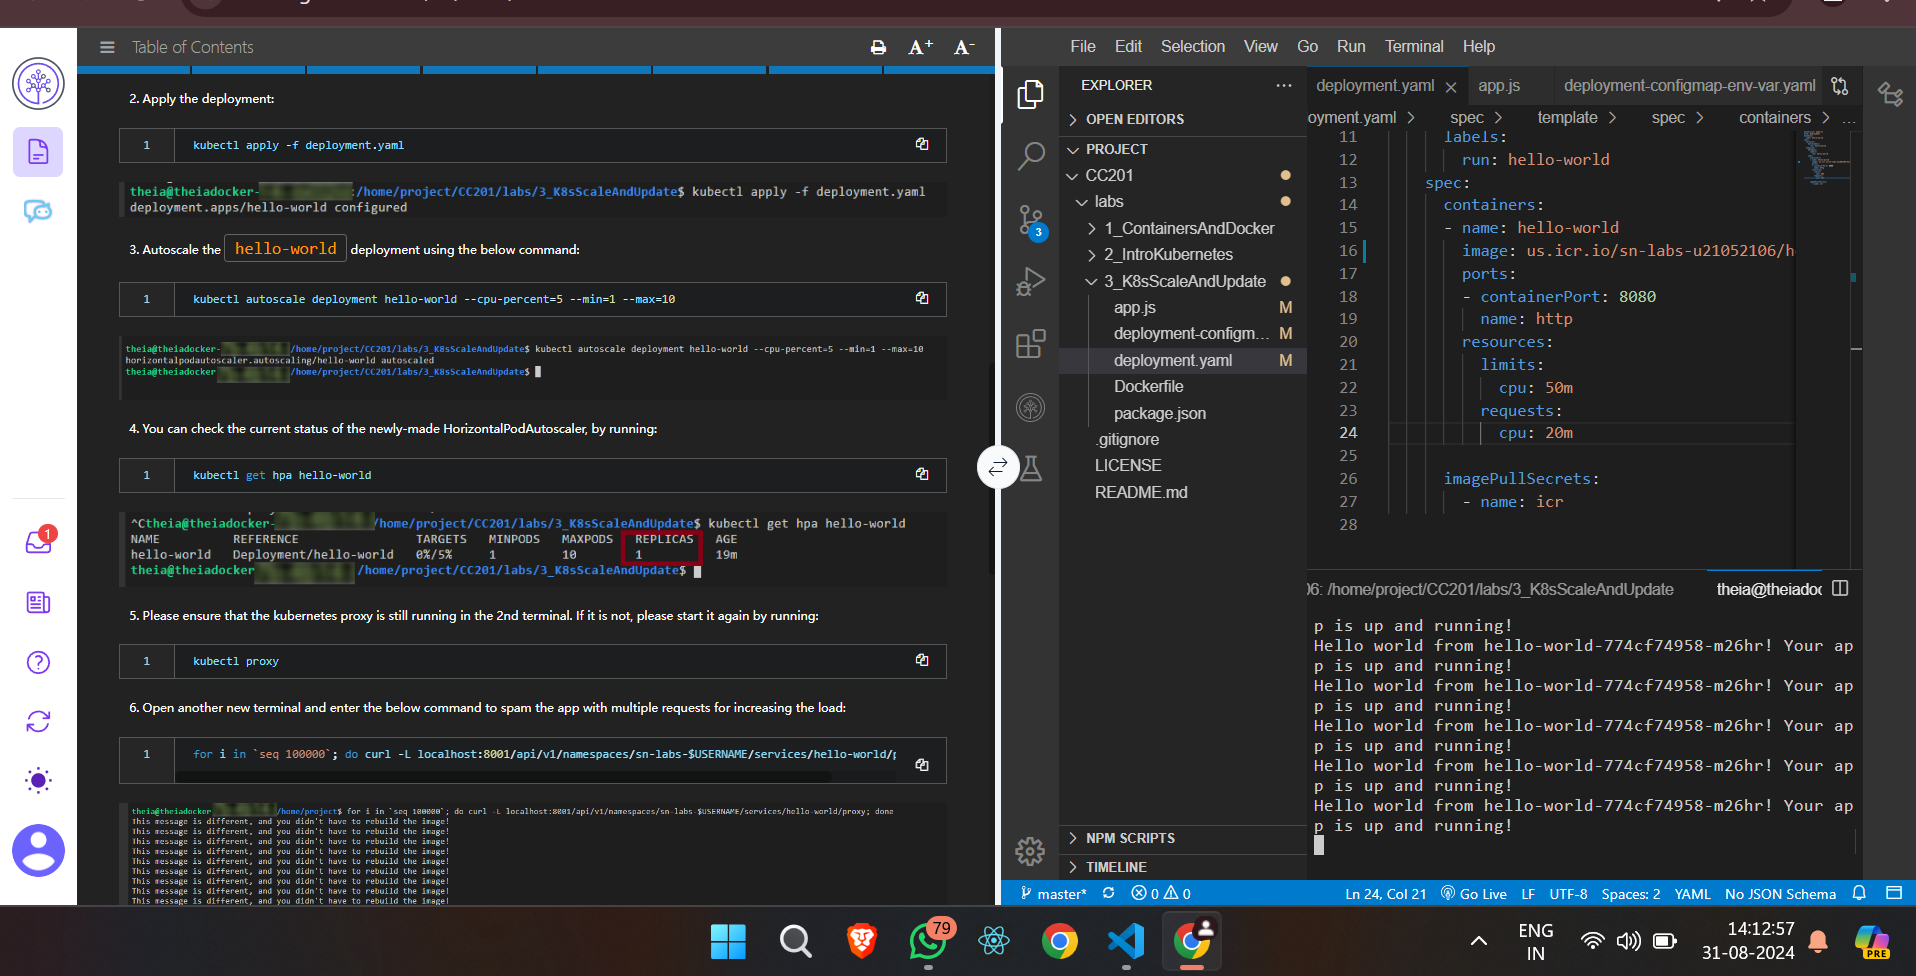 Table of Contents
A+ A-
2. Apply the deployment:
1 kubectl apply -f deployment.yaml
theia@theiadocker- :/home/project/CC201/labs/3_K8sScaleAndUpdate$ kubectl apply -f deployment.yaml
deployment.apps/hello-world configured
3. Autoscale the hello-world deployment using the below command:
1 kubectl autoscale deployment hello-world --cpu-percent=5 --min=1 --max=10
theia@theiadocker- /home/project/CC201/labs/3_K8sScaleAndUpdate$ kubectl autoscale deployment hello-world --cpu-percent=5 --min=1 --max=10
horizontalpodautoscaler.autoscaling/hello-world autoscaled
theia@theiadocker /home/project/CC201/labs/3_K8sScaleAndUpdate$
4. You can check the current status of the newly-made HorizontalPodAutoscaler, by running:
1 kubectl get hpa hello-world
^Ctheia@theiadocker- /home/project/CC201/labs/3_K8sScaleAndUpdate$ kubectl get hpa hello-world
NAME REFERENCE TARGETS MINPODS MAXPODS REPLICAS AGE
hello-world Deployment/hello-world 0%/5% 1 10 1 19m
theia@theiadocker /home/project/CC201/labs/3_K8sScaleAndUpdate$
5. Please ensure that the kubernetes proxy is still running in the 2nd terminal. If it is not, please start it again by running:
1 kubectl proxy
6. Open another new terminal and enter the below command to spam the app with multiple requests for increasing the load:
1 for i in `seq 100000`; do curl -L localhost:8001/api/v1/namespaces/sn-labs-$USERNAME/services/hello-world/p
theia@theiadocker /home/project$ for i in `seq 100000`; do curl -L localhost:8001/api/v1/namespaces/sn-labs-$USERNAME/services/hello-world/proxy; done
This message is different, and you didn't have to rebuild the image!
This message is different, and you didn't have to rebuild the image!
This message is different, and you didn't have to rebuild the image!
This message is different, and you didn't have to rebuild the image!
This message is different, and you didn't have to rebuild the image!
This message is different, and you didn't have to rebuild the image!
This message is different, and you didn't have to rebuild the image!
This message is different, and you didn't have to rebuild the image!
This message is different, and you didn't have to rebuild the image!
1
File Edit Selection View Go Run Terminal Help
3
EXPLORER ...
OPEN EDITORS
PROJECT
CC201
labs
1_ContainersAndDocker
2_IntroKubernetes
3_K8sScaleAndUpdate
app.js M
deployment-configm... M
deployment.yaml M
Dockerfile
package.json
.gitignore
LICENSE
README.md
NPM SCRIPTS
TIMELINE
deployment.yaml app.js deployment-configmap-env-var.yaml
oyment.yaml > spec > template > spec > containers > ...
11 labels:
12 run: hello-world
13 spec:
14 containers:
15 - name: hello-world
16 image: us.icr.io/sn-labs-u21052106/h
17 ports:
18 - containerPort: 8080
19 name: http
20 resources:
21 limits:
22 cpu: 50m
23 requests:
24 cpu: 20m
25
26 imagePullSecrets:
27 - name: icr
28
06: /home/project/CC201/labs/3_K8sScaleAndUpdate theia@theiadoc
p is up and running!
Hello world from hello-world-774cf74958-m26hr! Your ap
p is up and running!
Hello world from hello-world-774cf74958-m26hr! Your ap
p is up and running!
Hello world from hello-world-774cf74958-m26hr! Your ap
p is up and running!
Hello world from hello-world-774cf74958-m26hr! Your ap
p is up and running!
Hello world from hello-world-774cf74958-m26hr! Your ap
p is up and running!
master* 0 0 Ln 24, Col 21 Go Live LF UTF-8 Spaces: 2 YAML No JSON Schema
79
ENG
IN
14:12:57
31-08-2024
PRE